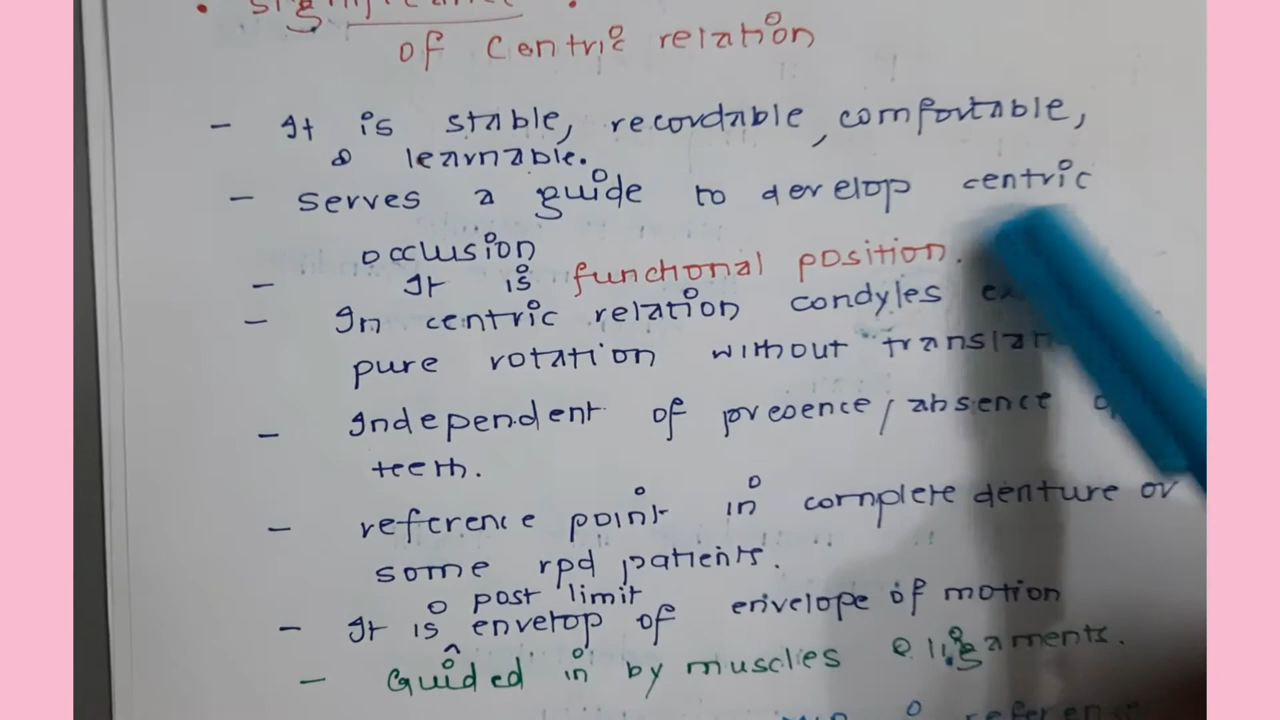 of centric relation
- It is stable, recordable, comfortable,
& learnable.
- serves a guide to develop centric
occlusion
- It is functional position.
- In centric relation condyles
pure rotation without
- Independent of presence/absence
teeth.
- reference point in complete denture or
some rpd patients.
post limit
- It is ^ envelop of envelope of motion
- Guided in by muscles & ligaments.
reference